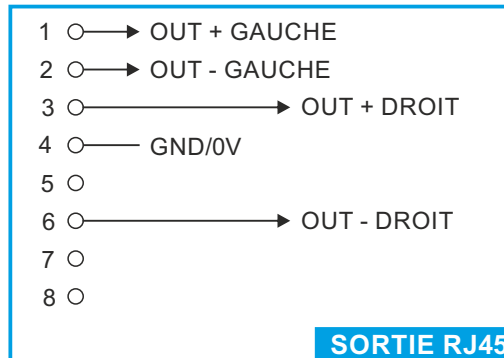 1 OUT + GAUCHE
2 OUT - GAUCHE
3 OUT + DROIT
4 GND/0V
5
6 OUT - DROIT
7
8
SORTIE RJ45